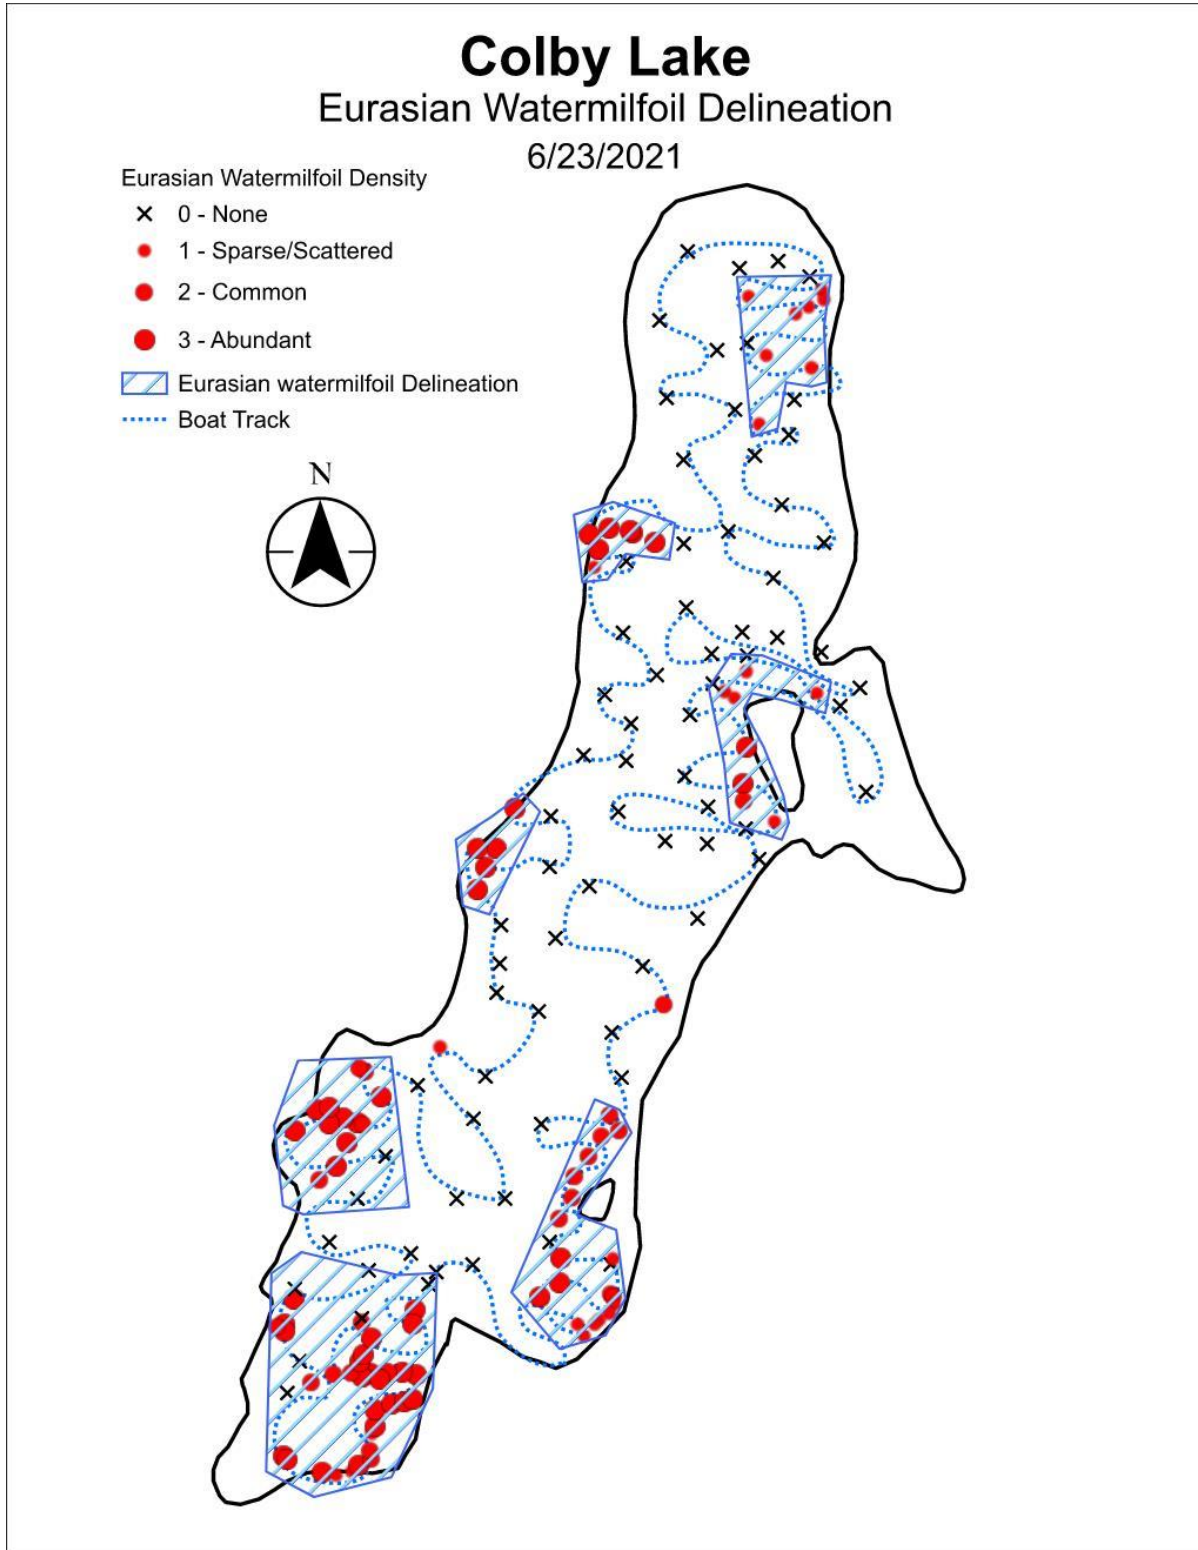 Colby Lake
Eurasian Watermilfoil Delineation
6/23/2021
Eurasian Watermilfoil Density
0 - None
1 - Sparse/Scattered
2 - Common
3 - Abundant
Eurasian watermilfoil Delineation
Boat Track
N